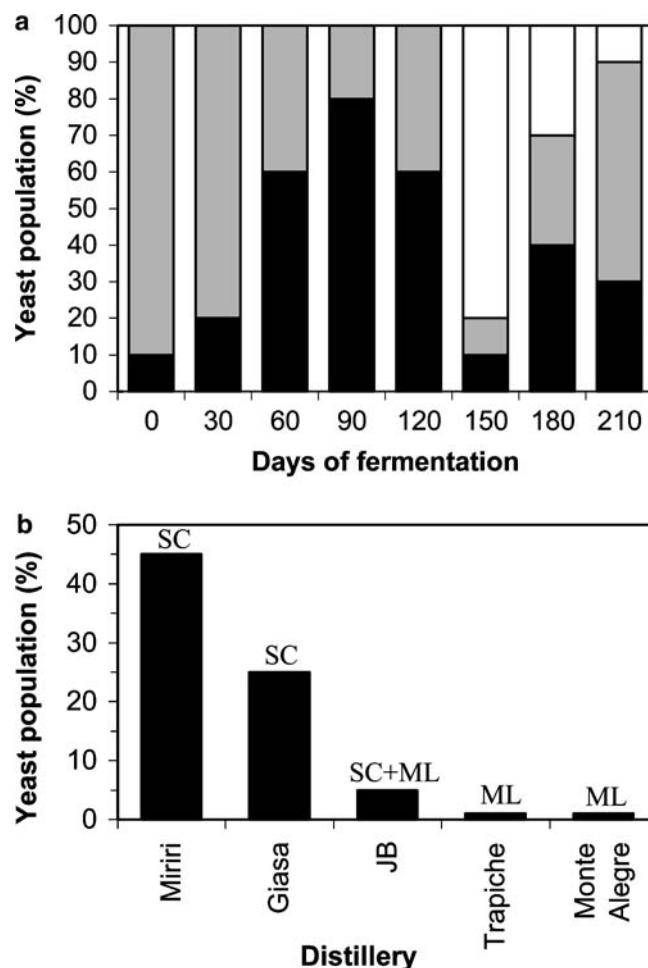 a
Yeast population (%)
100
90
80
70
60
50
40
30
20
10
0
0 30 60 90 120 150 180 210
Days of fermentation
b
Yeast population (%)
50
40
30
20
10
0
SC
SC
SC+ML
ML
ML
Miriri
Giasa
JB
Trapiche
Monte
Alegre
Distillery